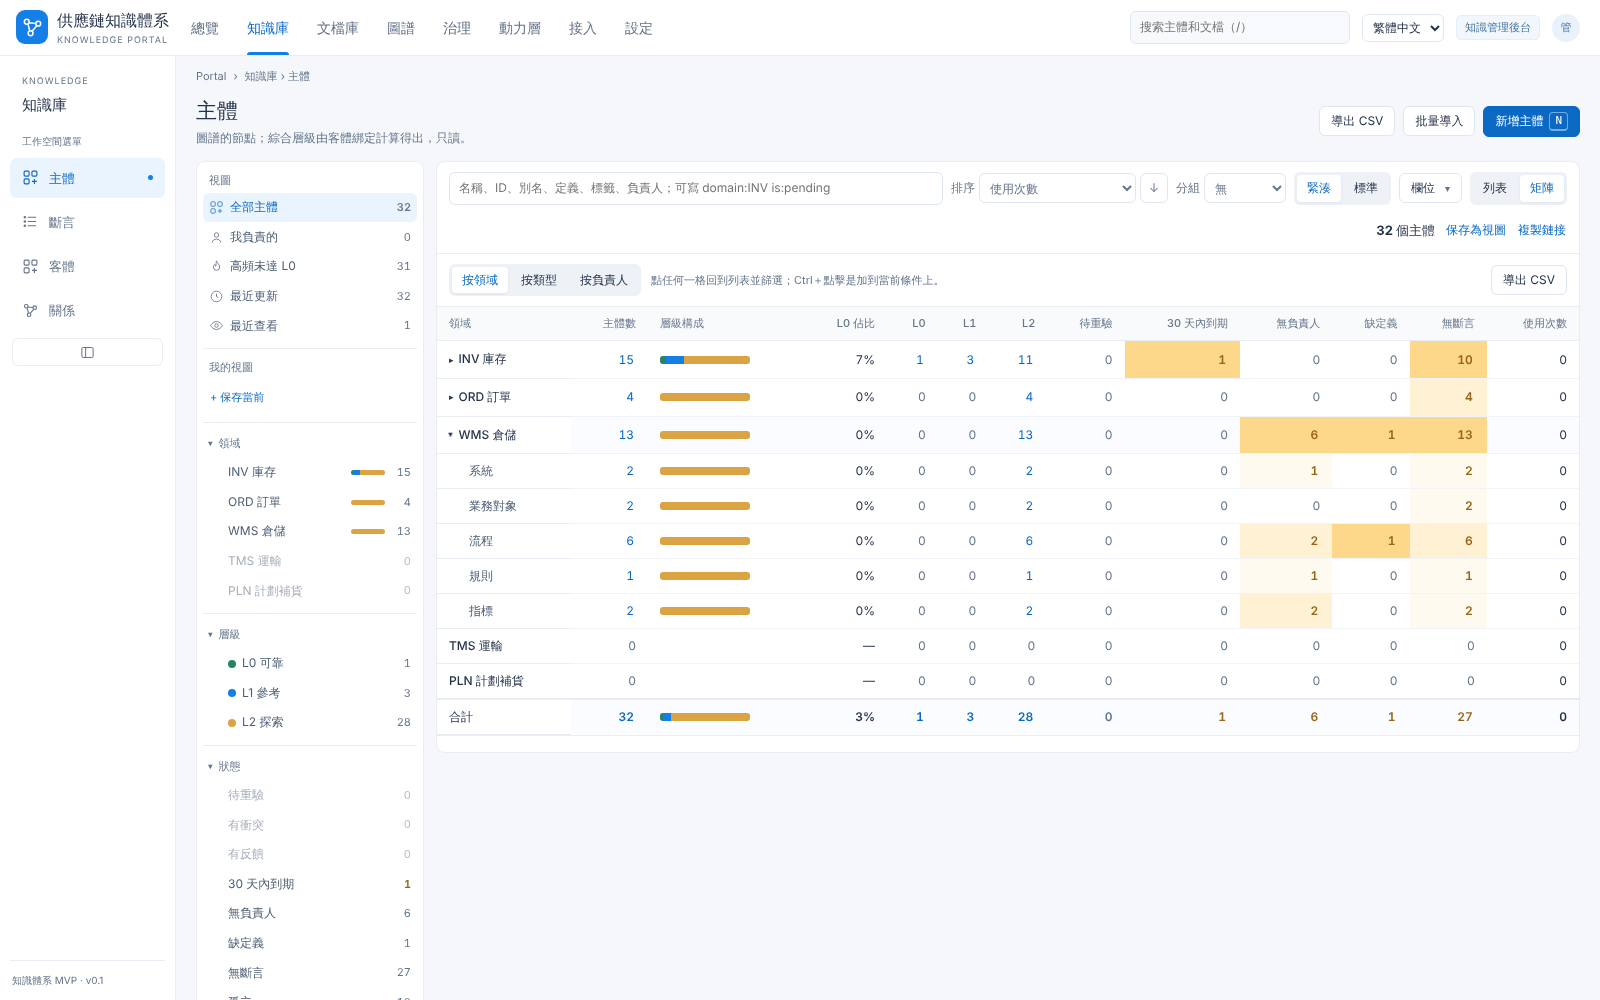 供應鏈知識體系
KNOWLEDGE PORTAL
總覽 知識庫 文檔庫 圖譜 治理 動力層 接入 設定
搜索主體和文檔（/）
繁體中文
知識管理後台
管
KNOWLEDGE
知識庫
工作空間選單
主體
斷言
客體
關係
知識體系 MVP · v0.1
Portal › 知識庫 › 主體
主體
圖譜的節點；綜合層級由客體綁定計算得出，只讀。
導出 CSV 批量導入 新增主體 N
視圖
全部主體 32
我負責的 0
高頻未達 L0 31
最近更新 32
最近查看 1
我的視圖
+ 保存當前
▾ 領域
INV 庫存 15
ORD 訂單 4
WMS 倉儲 13
TMS 運輸 0
PLN 計劃補貨 0
▾ 層級
L0 可靠 1
L1 參考 3
L2 探索 28
▾ 狀態
待重驗 0
有衝突 0
有反饋 0
30 天內到期 1
無負責人 6
缺定義 1
無斷言 27
名稱、ID、別名、定義、標籤、負責人；可寫 domain:INV is:pending
排序 使用次數 ↓ 分組 無 緊湊 標準 欄位 ▾ 列表 矩陣
32 個主體 保存為視圖 複製鏈接
按領域 按類型 按負責人 點任何一格回到列表並篩選；Ctrl＋點擊是加到當前條件上。 導出 CSV
領域 主體數 層級構成 L0 佔比 L0 L1 L2 待重驗 30 天內到期 無負責人 缺定義 無斷言 使用次數
▸ INV 庫存 15 7% 1 3 11 0 1 0 0 10 0
▸ ORD 訂單 4 0% 0 0 4 0 0 0 0 4 0
▾ WMS 倉儲 13 0% 0 0 13 0 0 6 1 13 0
系統 2 0% 0 0 2 0 0 1 0 2 0
業務對象 2 0% 0 0 2 0 0 0 0 2 0
流程 6 0% 0 0 6 0 0 2 1 6 0
規則 1 0% 0 0 1 0 0 1 0 1 0
指標 2 0% 0 0 2 0 0 2 0 2 0
TMS 運輸 0 — 0 0 0 0 0 0 0 0 0
PLN 計劃補貨 0 — 0 0 0 0 0 0 0 0 0
合計 32 3% 1 3 28 0 1 6 1 27 0